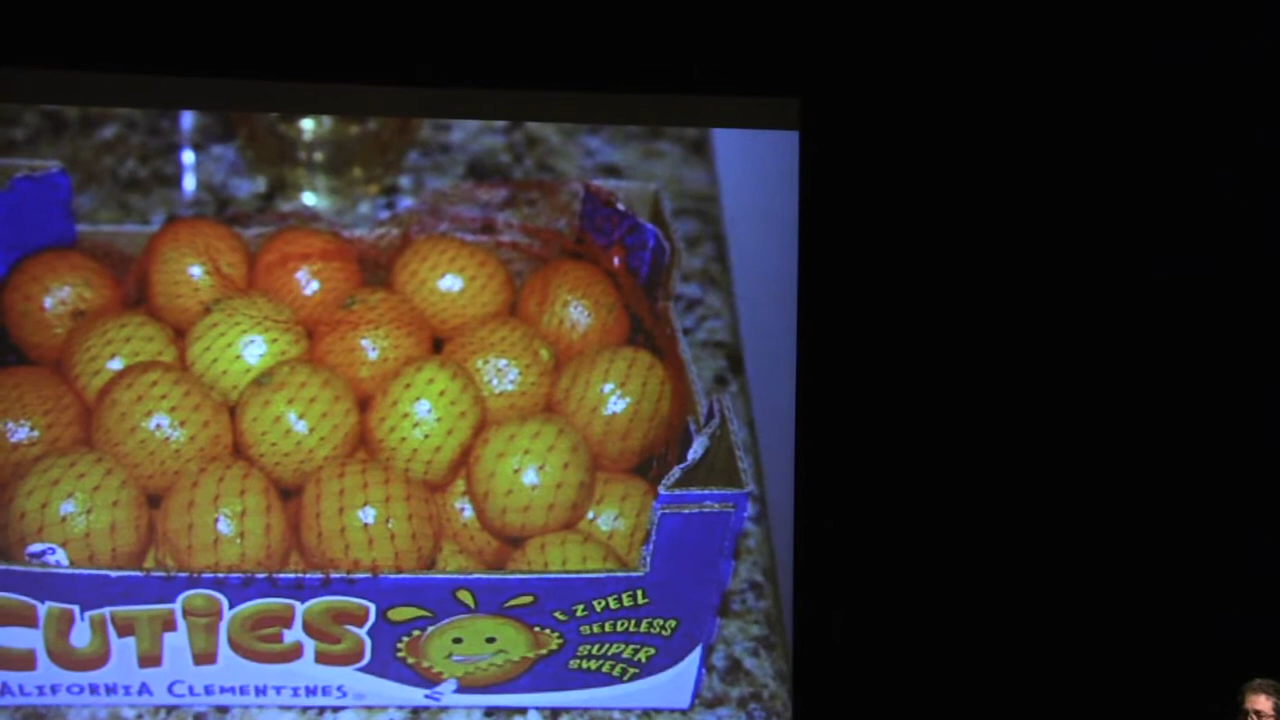 CUTIES
ALIFORNIA CLEMENTINES
E Z PEEL
SEEDLESS
SUPER
SWEET